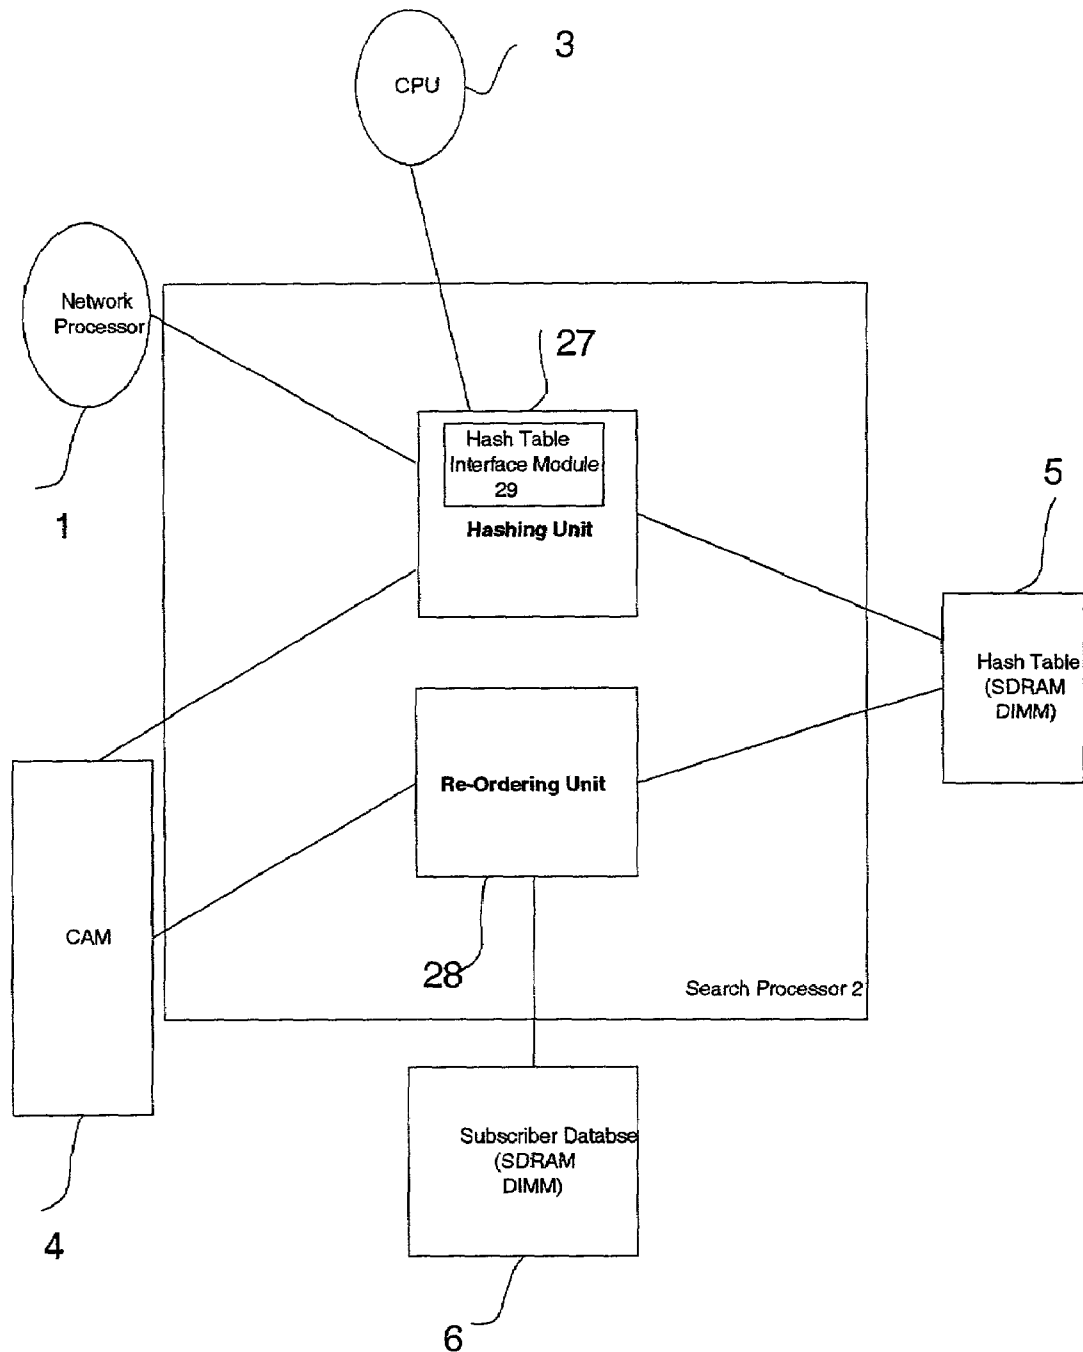 3
CPU
Network
Processor
1
27
Hash Table
Interface Module
29
Hashing Unit
5
Hash Table
(SDRAM
DIMM)
Re-Ordering Unit
28
CAM
4
Search Processor 2
Subscriber Databse
(SDRAM
DIMM)
6